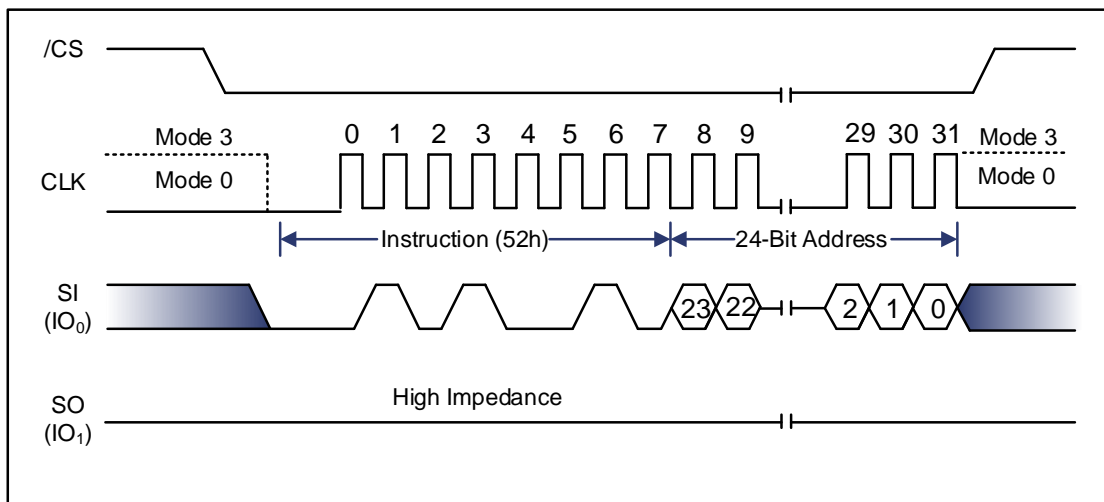 /CS
0 1 2 3 4 5 6 7 8 9 29 30 31
Mode 3 Mode 3
CLK Mode 0 Mode 0
Instruction (52h) 24-Bit Address
SI
(IO0) 23 22 2 1 0
High Impedance
SO
(IO1)